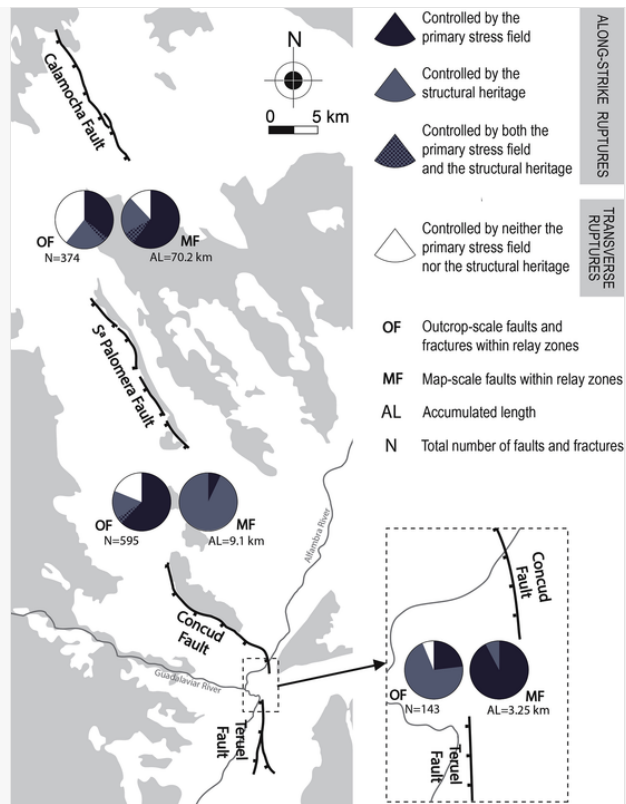 Calamocha Fault
N
0 5 km
OF
N=374
MF
AL=70.2 km
Sª Palomera Fault
OF
N=595
MF
AL=9.1 km
Alfambra River
Concud
Fault
Guadalaviar River
Teruel
Fault
Controlled by the
primary stress field
Controlled by the
structural heritage
Controlled by both the
primary stress field
and the structural heritage
ALONG-STRIKE RUPTURES
Controlled by neither the
primary stress field
nor the structural heritage
TRANSVERSE
RUPTURES
OF Outcrop-scale faults and
fractures within relay zones
MF Map-scale faults within relay zones
AL Accumulated length
N Total number of faults and fractures
Concud
Fault
OF
N=143
MF
AL=3.25 km
Teruel
Fault